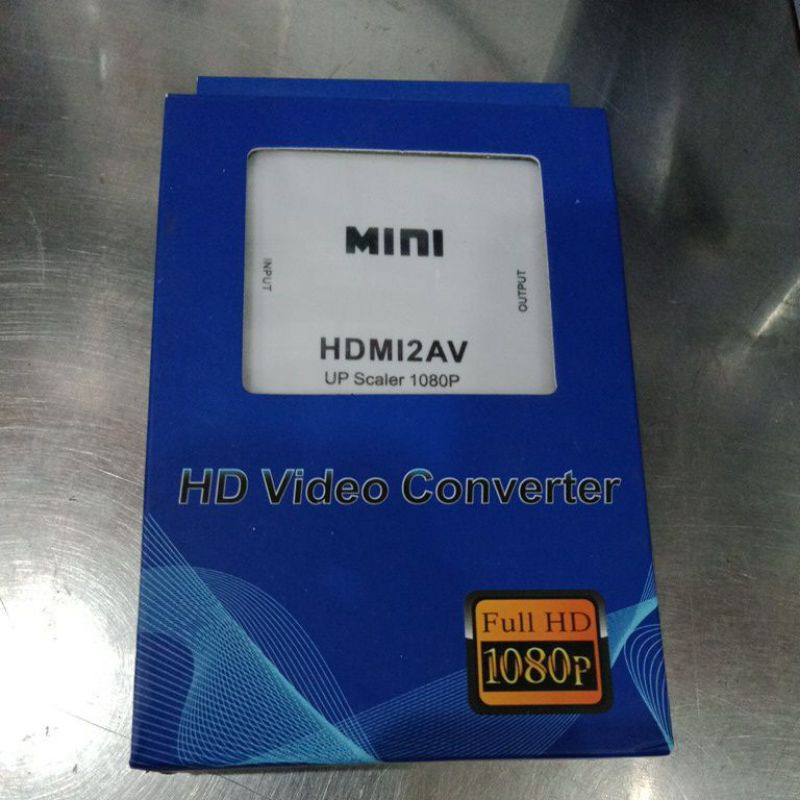 MINI
INPUT
OUTPUT
HDMI2AV
UP Scaler 1080P
HD Video Converter
Full HD
1080P